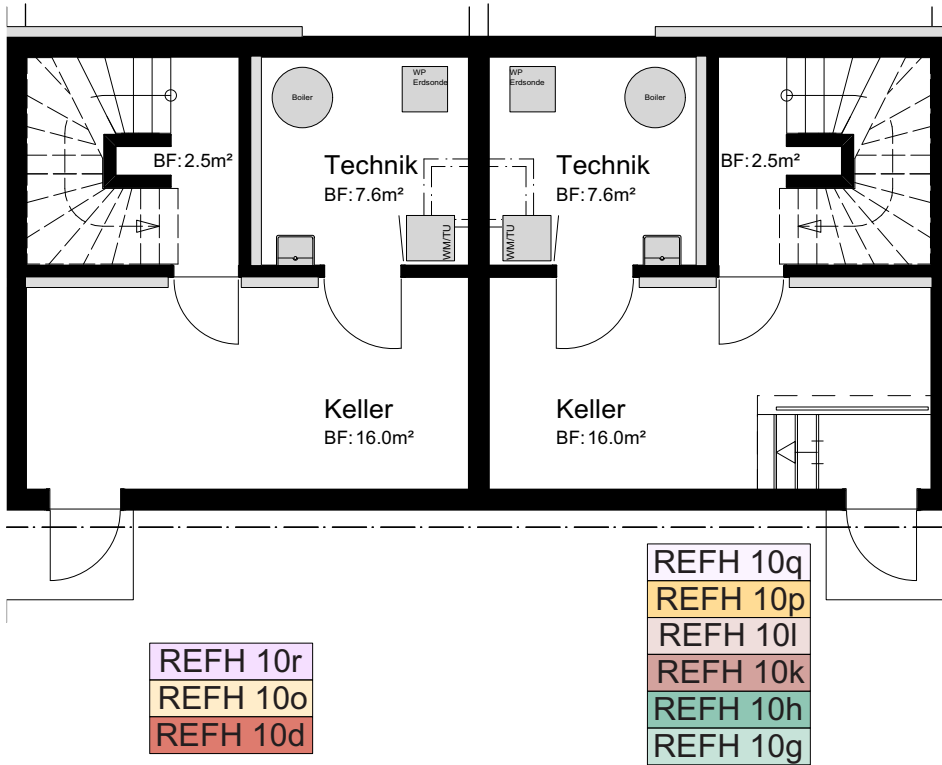 WP
Erdsonde
Boiler
WP
Erdsonde
Boiler
BF: 2.5m²
Technik
BF: 7.6m²
Technik
BF: 7.6m²
BF: 2.5m²
WM/TU
WM/TU
Keller
BF: 16.0m²
Keller
BF: 16.0m²
REFH 10r
REFH 10o
REFH 10d
REFH 10q
REFH 10p
REFH 10l
REFH 10k
REFH 10h
REFH 10g